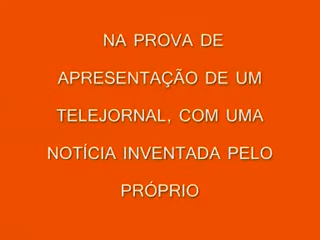 NA PROVA DE
APRESENTAÇÃO DE UM
TELEJORNAL, COM UMA
NOTÍCIA INVENTADA PELO
PRÓPRIO